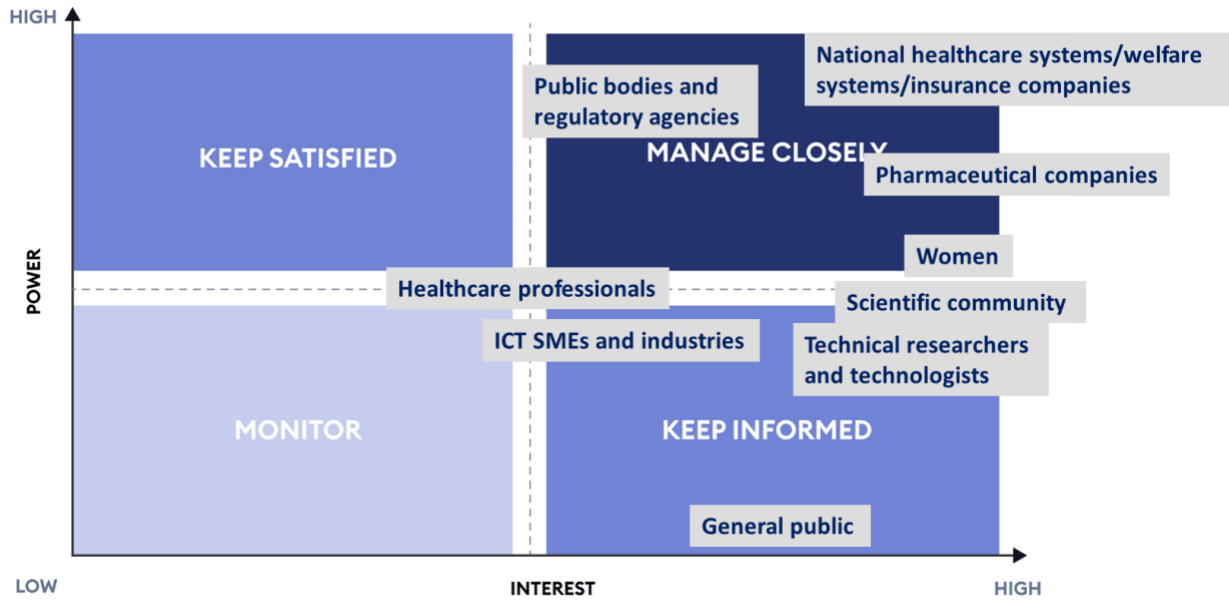 HIGH
National healthcare systems/welfare
systems/insurance companies
Public bodies and
regulatory agencies
KEEP SATISFIED
MANAGE CLOSELY
Pharmaceutical companies
Women
POWER
Healthcare professionals
Scientific community
ICT SMEs and industries
Technical researchers
and technologists
MONITOR
KEEP INFORMED
General public
LOW
INTEREST
HIGH